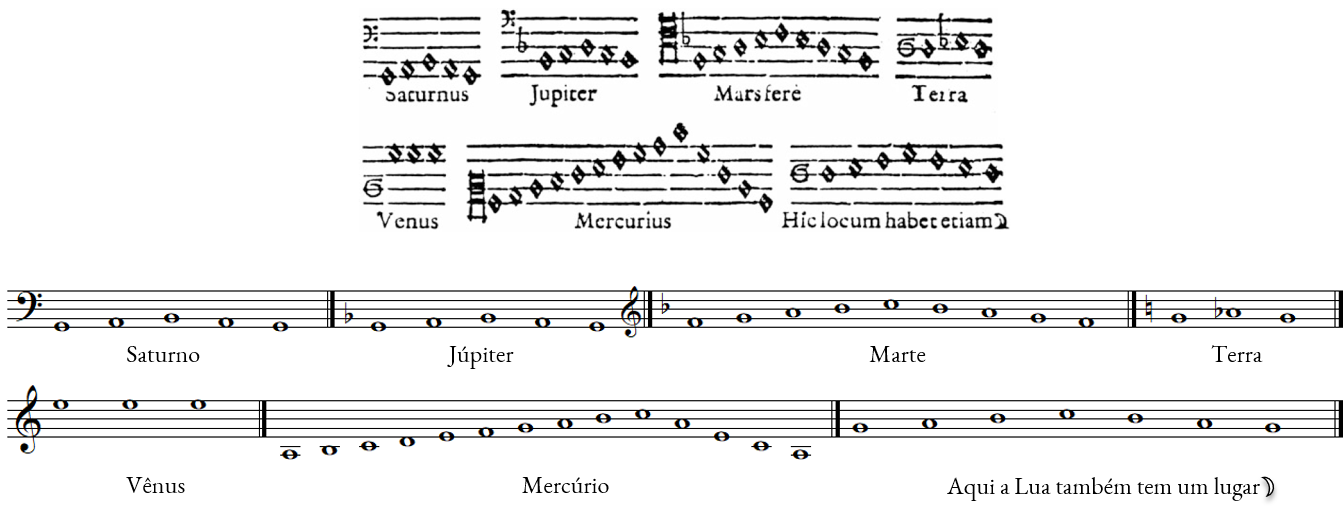 Saturnus Jupiter Mars ferè Terra
Venus Mercurius Hîc locum habet etiam ☽
Saturno Júpiter Marte Terra
Vênus Mercúrio Aqui a Lua também tem um lugar ☽